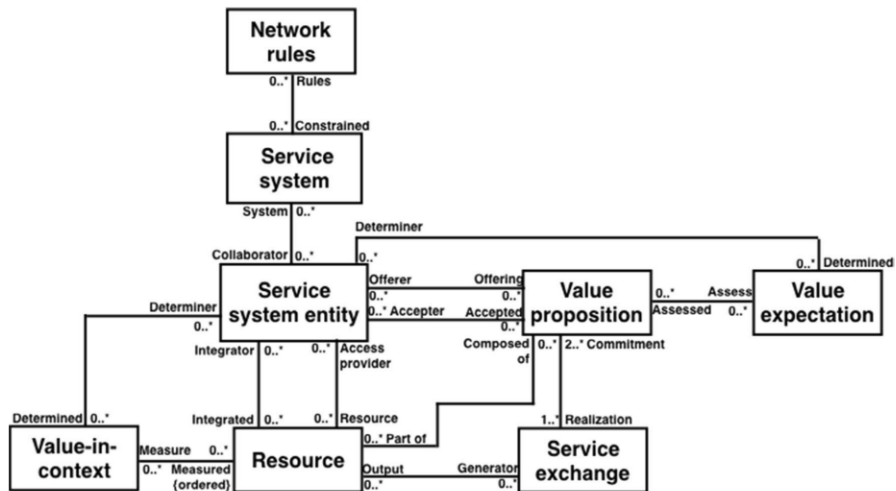 Network
rules
0..* Rules
0..* Constrained
Service
system
System 0..*
Determiner
Collaborator 0..* 0..*
0..* Determined
Service
system entity
Offerer
0..*
Offering
0..*
0..* Accepter
Accepted
0..*
Value
proposition
0..*
Assessed
Assess
0..*
Value
expectation
Determiner
0..*
Integrator 0..*
0..* Access
provider
Composed
of
0..*
2..* Commitment
Determined 0..*
Integrated 0..*
0..* Resource
1..* Realization
Value-in-
context
Measure
0..*
0..*
Measured
{ordered}
Resource
0..* Part of
Output
0..*
Generator
0..*
Service
exchange